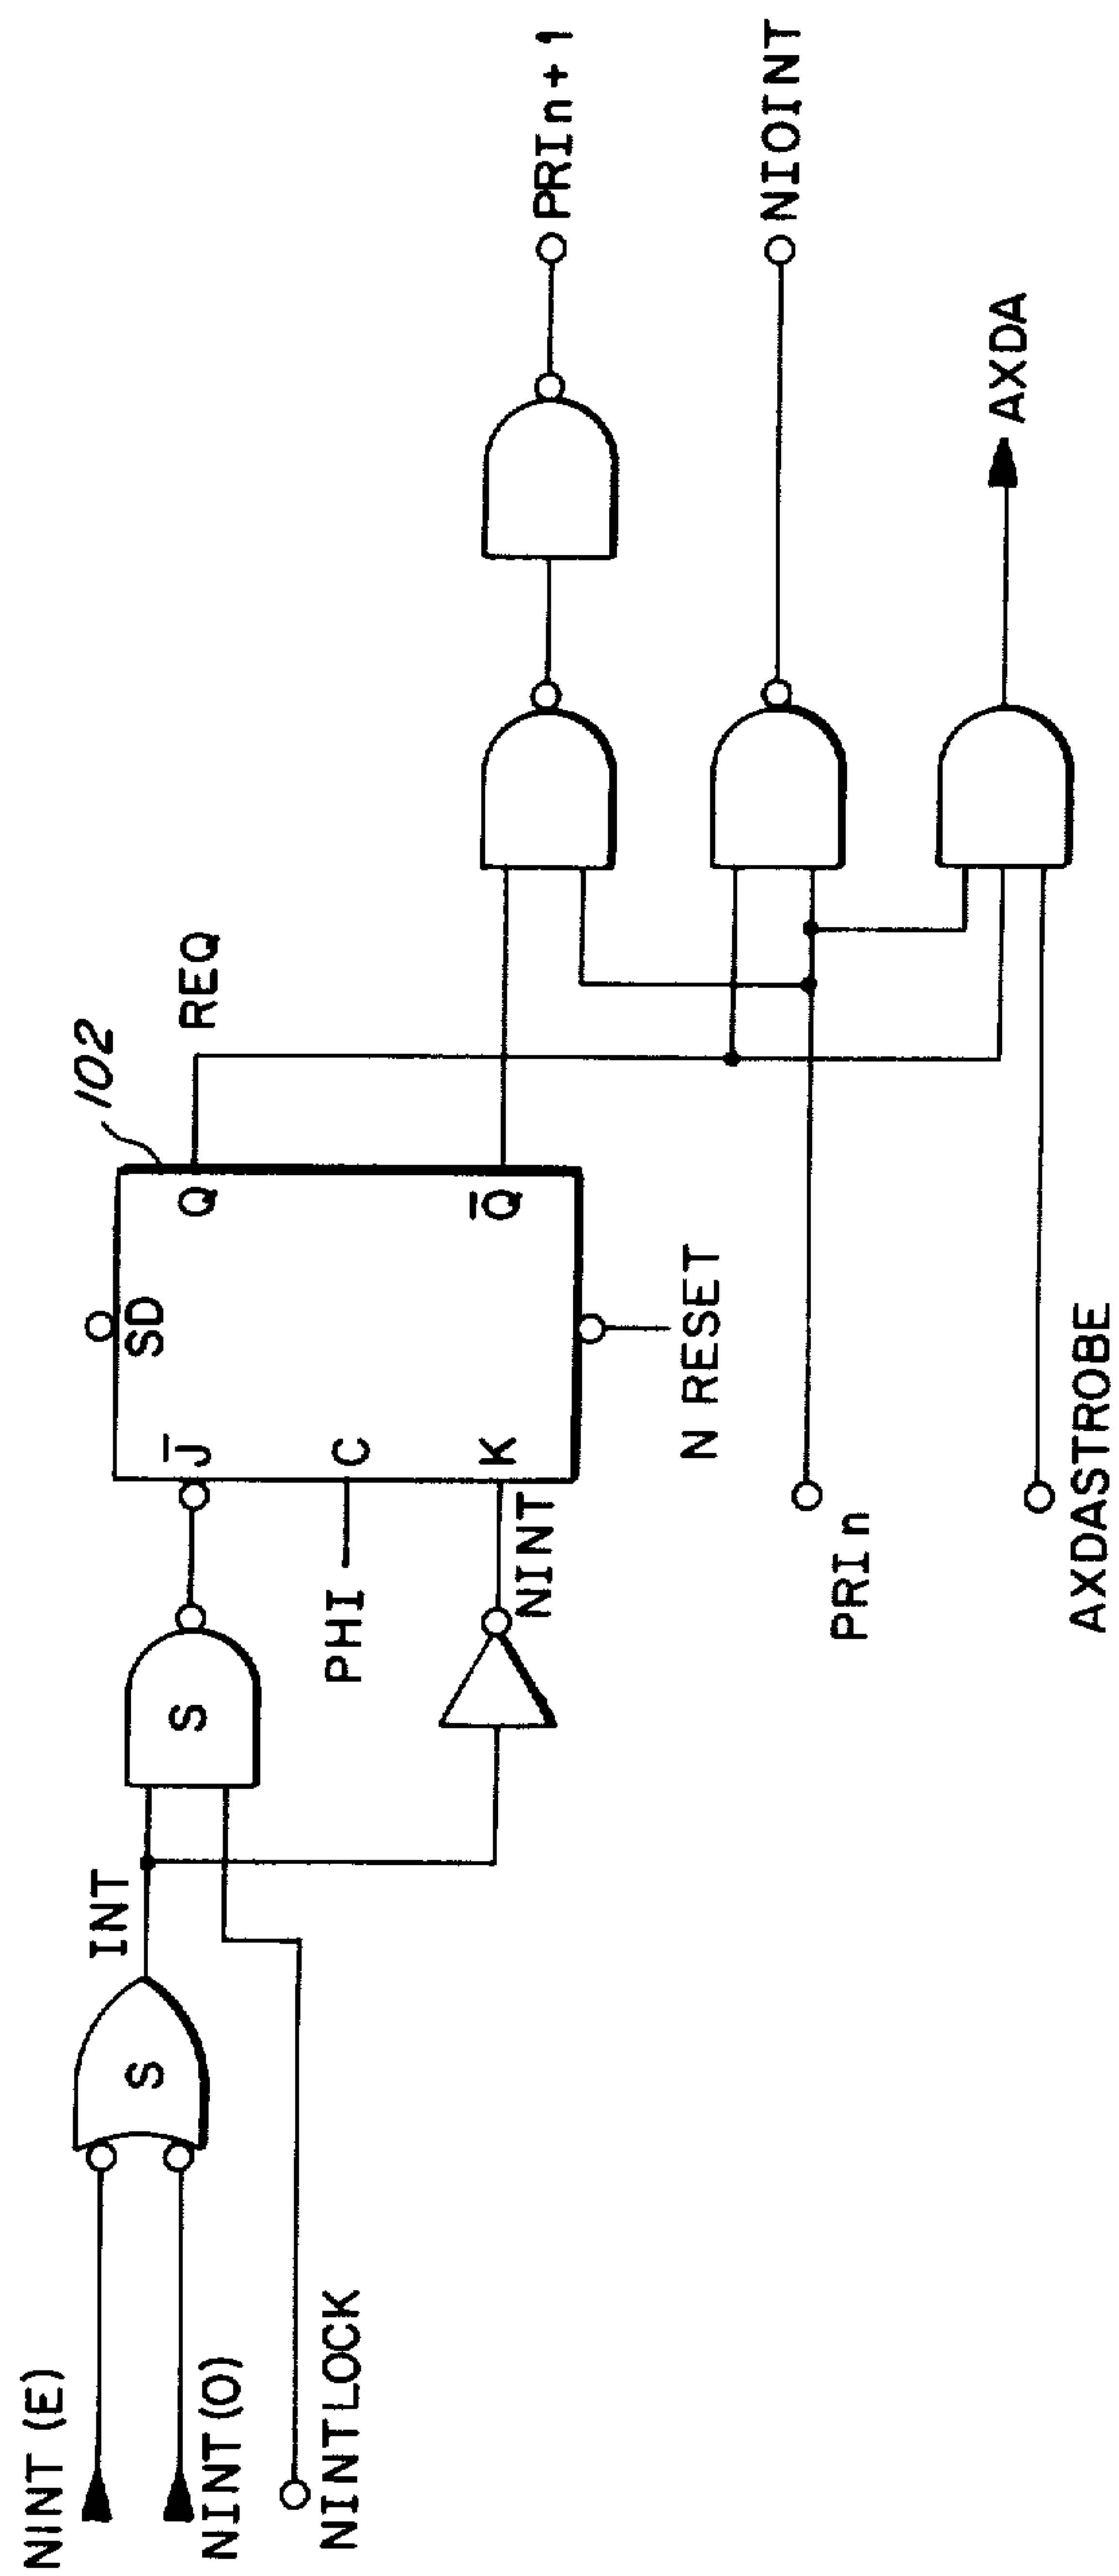 NINT (E)
NINT (O)
NINTLOCK
S
INT
S
PHI
NINT
J̅
C
K
SD
Q
Q̅
102
REQ
N RESET
PRIn
AXDASTROBE
PRIn+1
NIOINT
AXDA